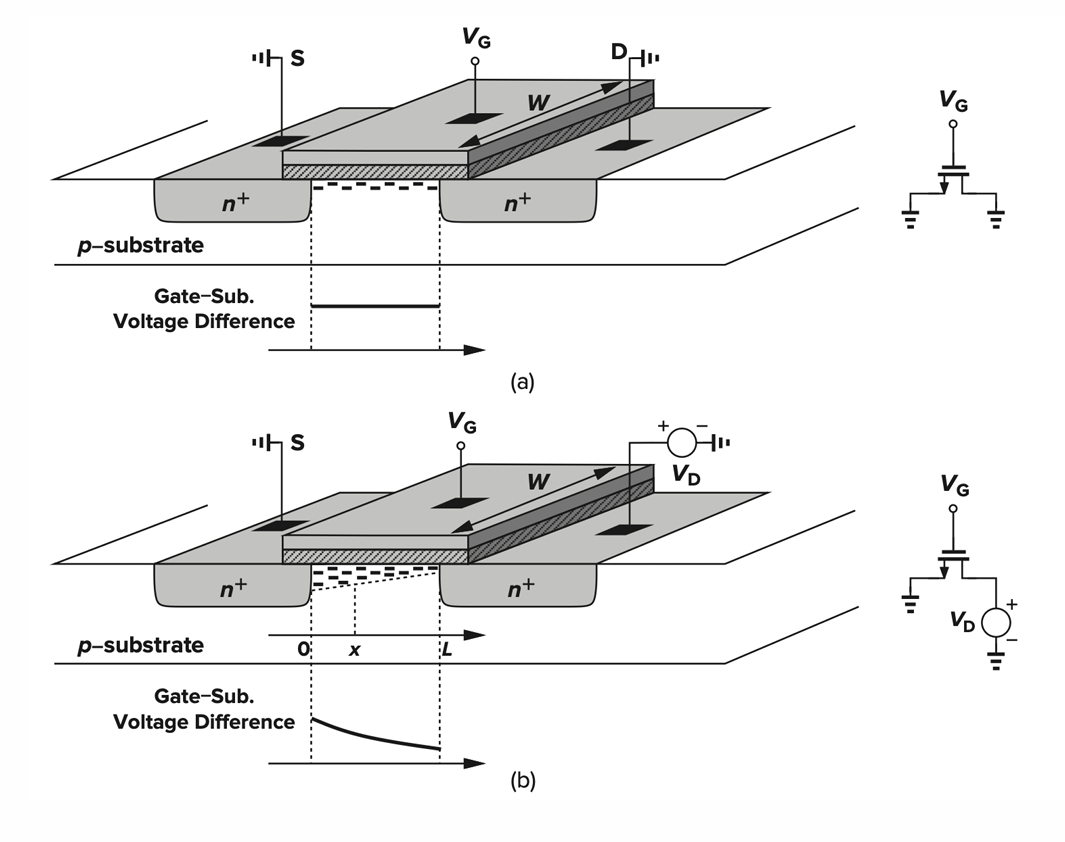 S
V_G
D
W
V_G
n+
n+
p–substrate
Gate–Sub.
Voltage Difference
(a)
S
V_G
+ −
V_D
W
V_G
n+
n+
V_D
+
−
p–substrate
0 x L
Gate–Sub.
Voltage Difference
(b)